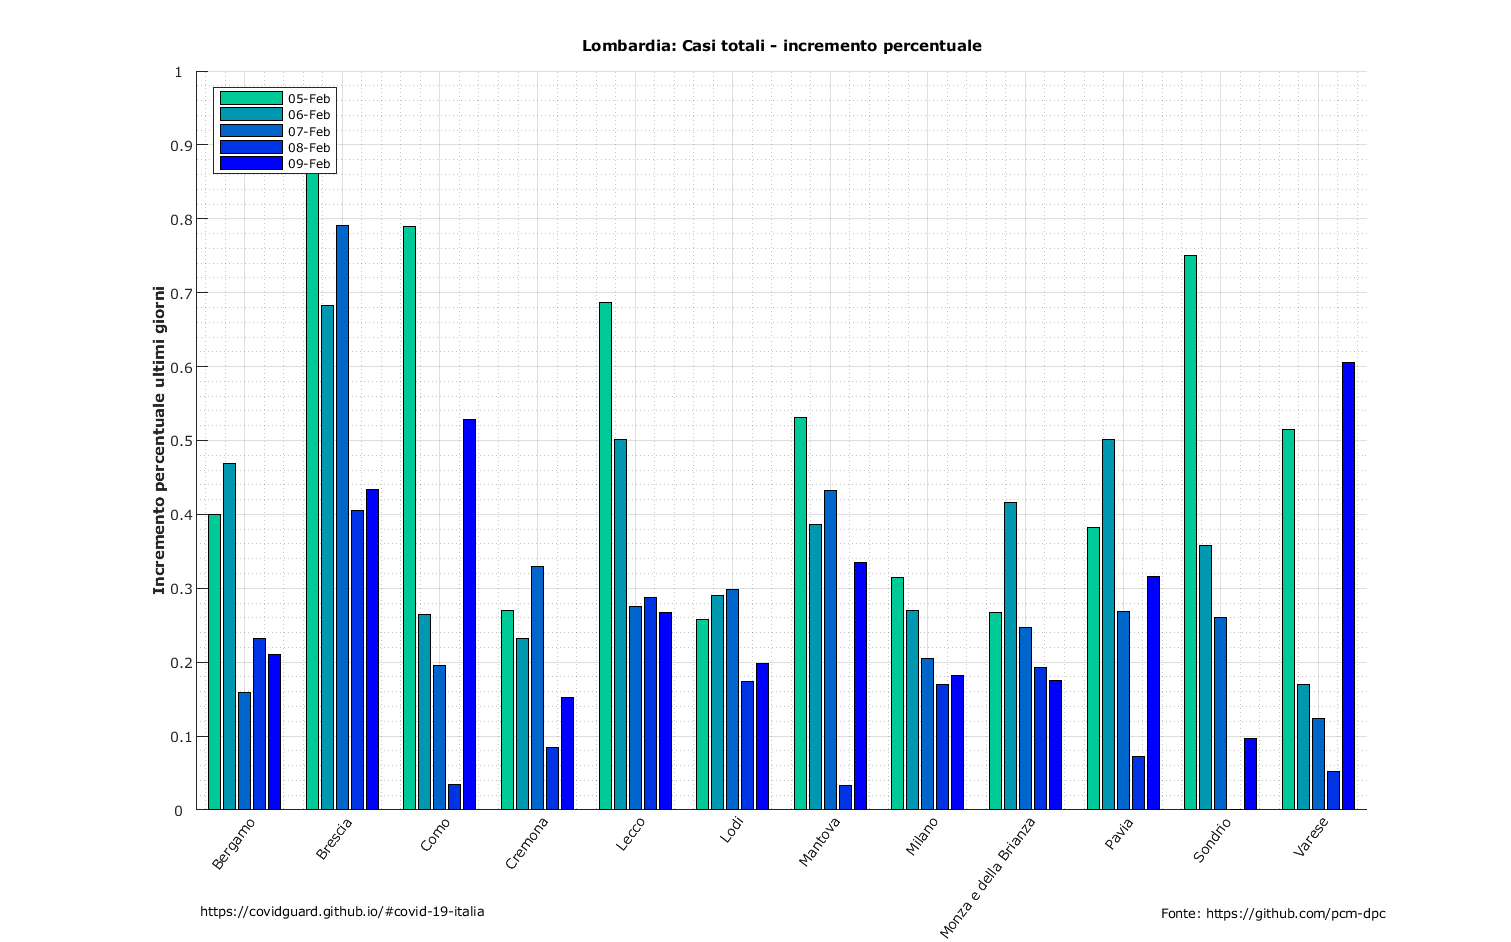 Lombardia: Casi totali - incremento percentuale
Incremento percentuale ultimi giorni
1
0.9
0.8
0.7
0.6
0.5
0.4
0.3
0.2
0.1
0
05-Feb
06-Feb
07-Feb
08-Feb
09-Feb
Bergamo
Brescia
Como
Cremona
Lecco
Lodi
Mantova
Milano
Monza e della Brianza
Pavia
Sondrio
Varese
https://covidguard.github.io/#covid-19-italia
Fonte: https://github.com/pcm-dpc